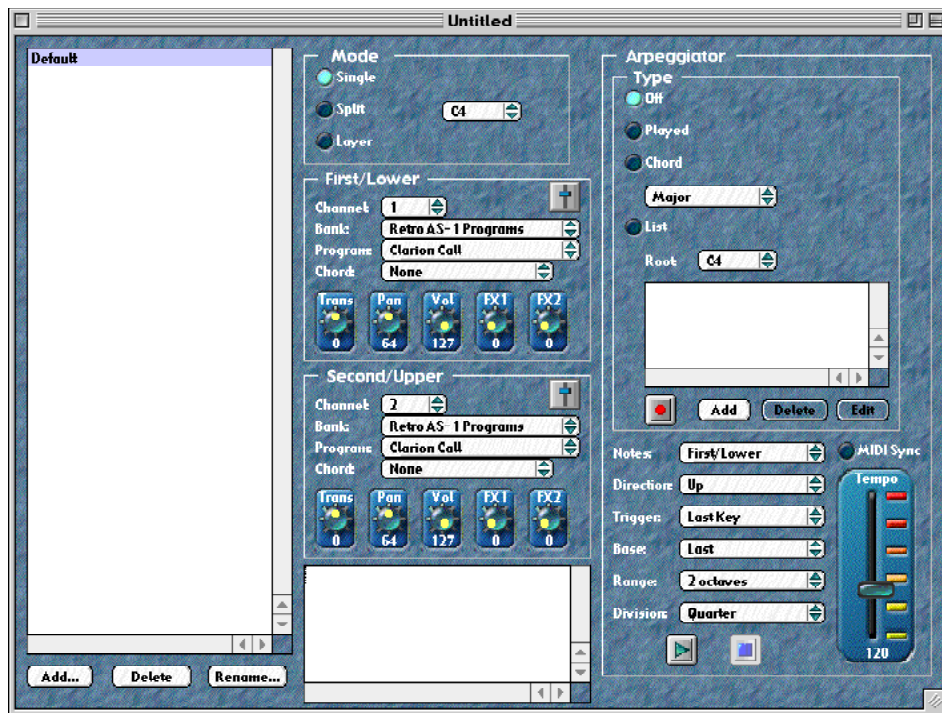 Untitled
Default
Add...
Delete
Rename...
Mode
Single
Split
C4
Layer
First/Lower
Channel: 1
Bank: Retro AS-1 Programs
Program: Clarion Call
Chord: None
Trans Pan Vol FX1 FX2
0 64 127 0 0
Second/Upper
Channel: 2
Bank: Retro AS-1 Programs
Program: Clarion Call
Chord: None
Trans Pan Vol FX1 FX2
0 64 127 0 0
Arpeggiator
Type
Off
Played
Chord
Major
List
Root: C4
Add Delete Edit
Notes: First/Lower
MIDI Sync
Direction: Up
Trigger: Last Key
Base: Last
Range: 2 octaves
Division: Quarter
Tempo
120